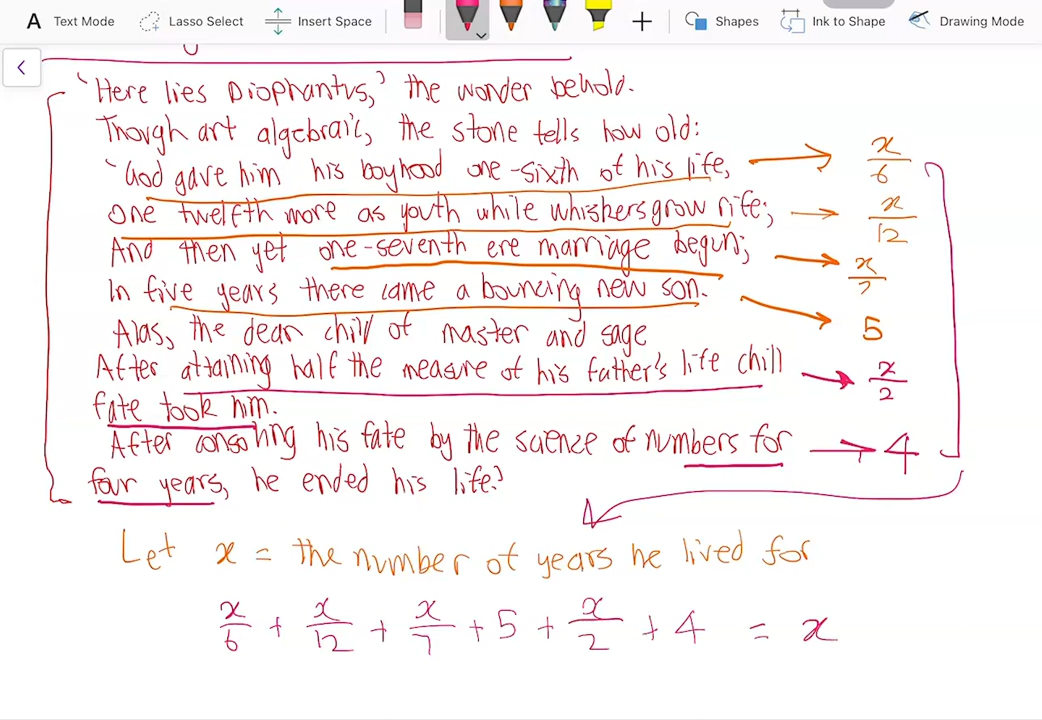 Text Mode Lasso Select Insert Space Shapes Ink to Shape Drawing Mode
'Here lies Diophantus,' the wonder behold.
Through art algebraic, the stone tells how old:
'God gave him his boyhood one-sixth of his life, → x/6
One twelfth more as youth while whiskers grow rife; → x/12
And then yet one-seventh ere marriage begun; → x/7
In five years there came a bouncing new son. → 5
Alas, the dear child of master and sage
After attaining half the measure of his father's life chill → x/2
fate took him.
After consoling his fate by the science of numbers for → 4
four years, he ended his life?
Let x = the number of years he lived for
x/6 + x/12 + x/7 + 5 + x/2 + 4 = x